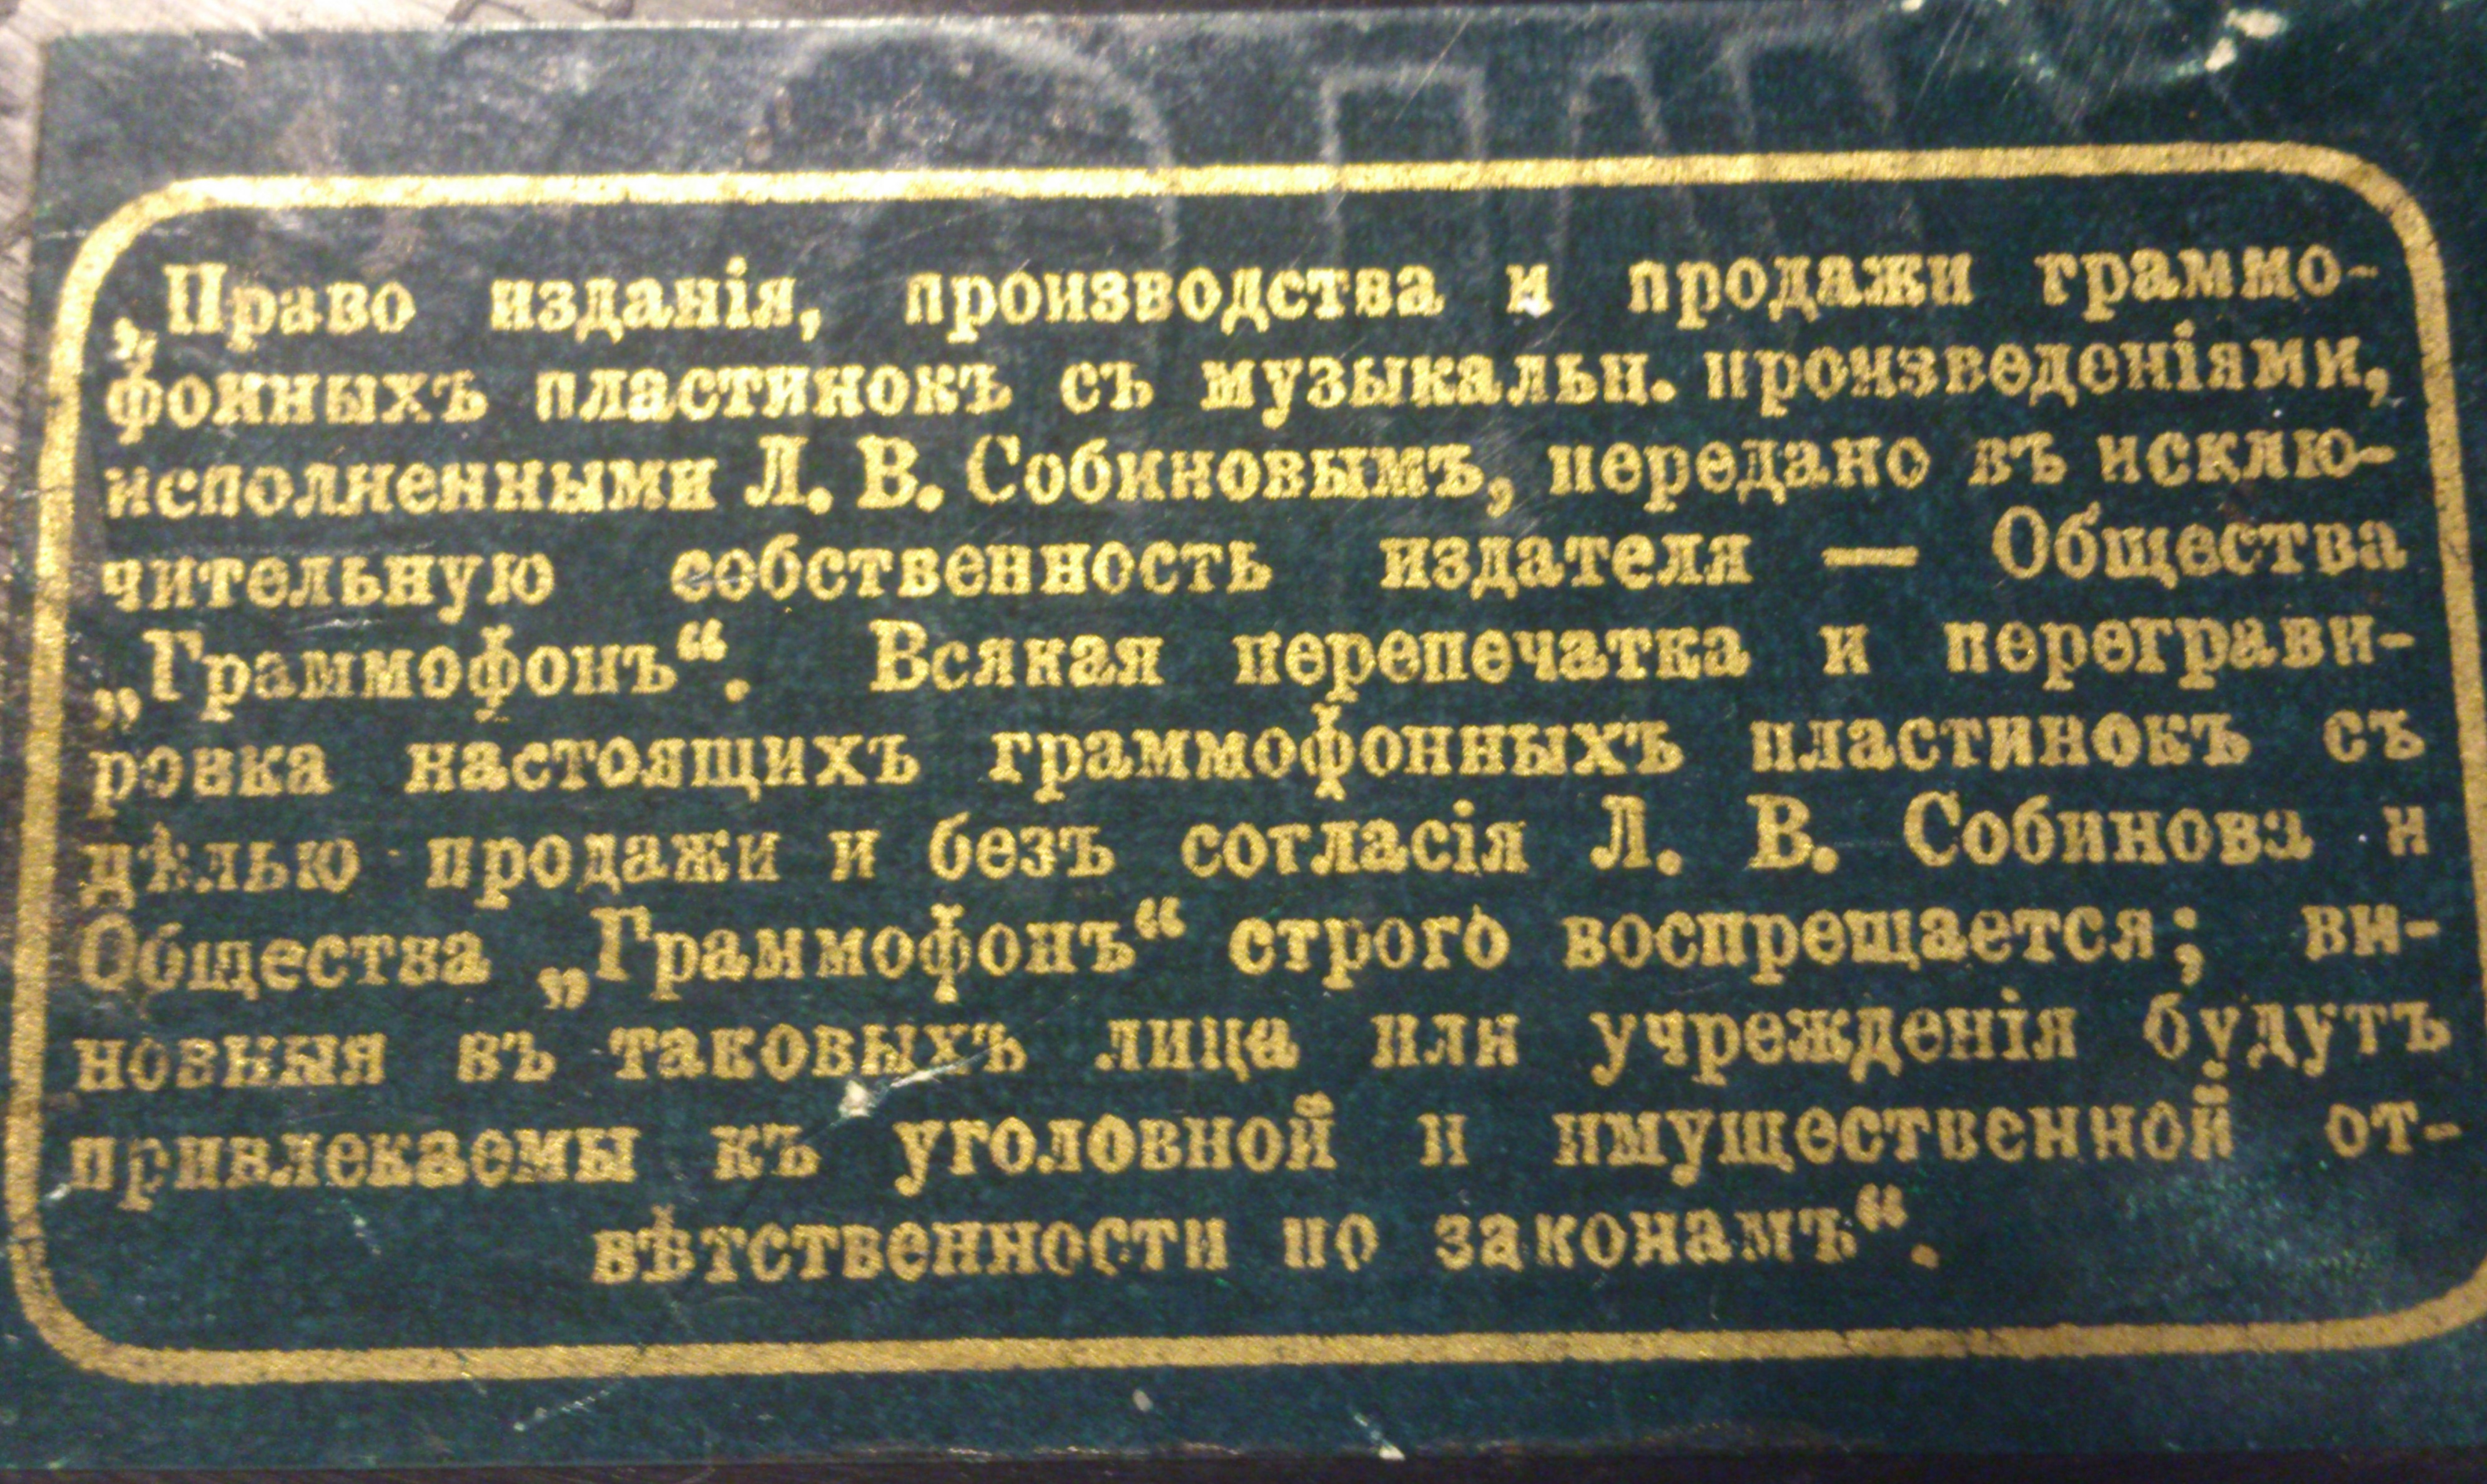 „Право изданія, производства и продажи граммо-
фонныхъ пластинокъ съ музыкальн. произведеніями,
исполненными Л. В. Собиновымъ, передано въ исклю-
чительную собственность издателя — Общества
„Граммофонъ“. Всякая перепечатка и переграви-
ровка настоящихъ граммофонныхъ пластинокъ съ
цѣлью продажи и безъ согласія Л. В. Собинова и
Общества „Граммофонъ“ строго воспрещается; ви-
новныя въ таковыхъ лица или учрежденія будутъ
привлекаемы къ уголовной и имущественной от-
вѣтственности по законамъ“.